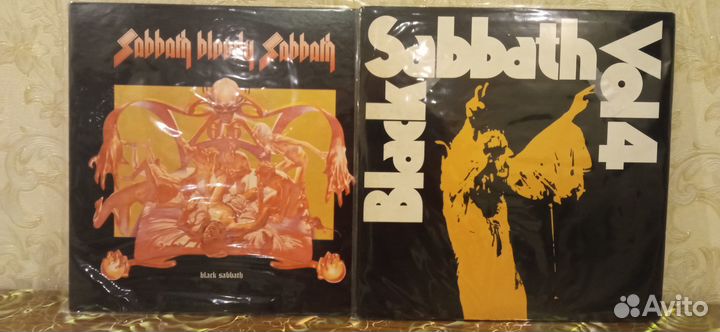 Sabbath bloody Sabbath
black sabbath
Black
Sabbath
Vol 4
Avito